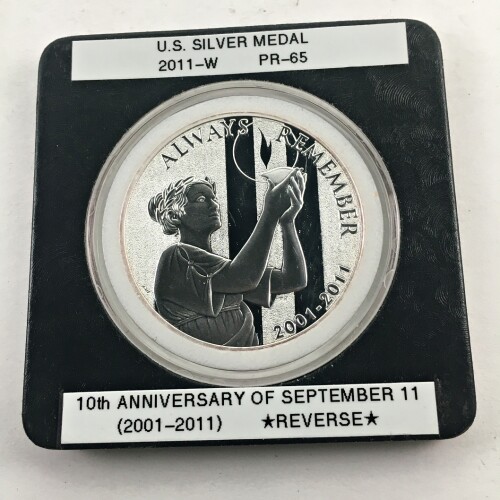 U.S. SILVER MEDAL
2011–W PR–65
ALWAYS REMEMBER
2001-2011
10th ANNIVERSARY OF SEPTEMBER 11
(2001–2011) ★REVERSE★